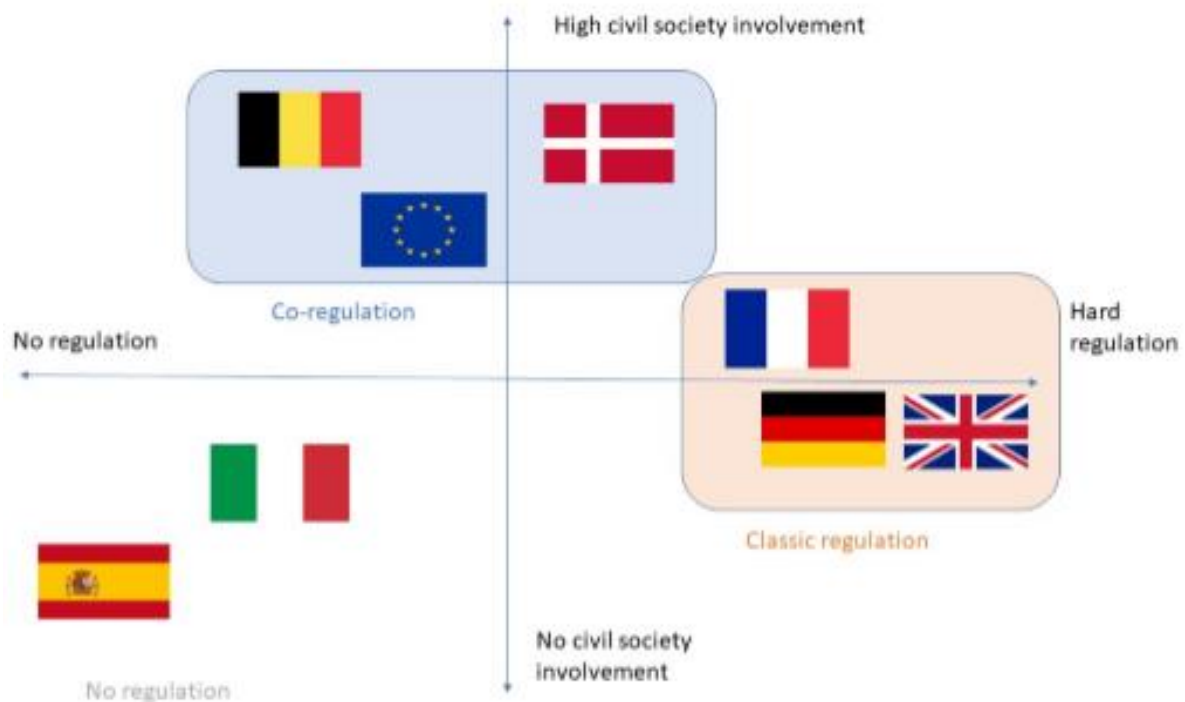 High civil society involvement
Co-regulation
No regulation
Hard
regulation
Classic regulation
No civil society
involvement
No regulation